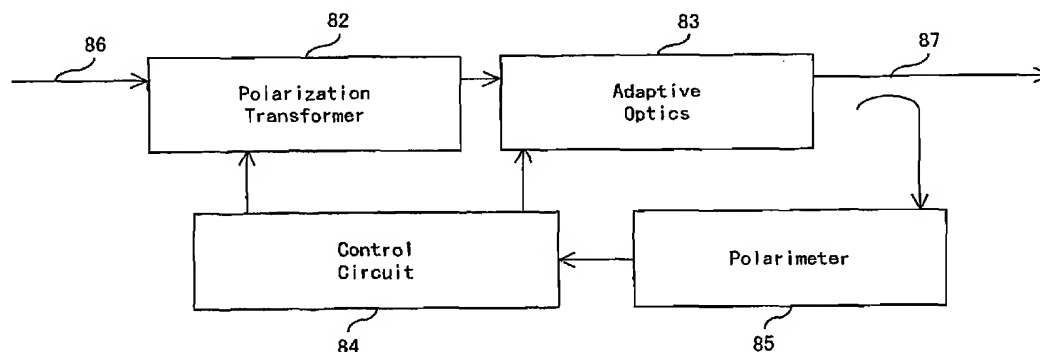 82
83
86
87
Polarization
Transformer
Adaptive
Optics
Control
Circuit
Polarimeter
84
85